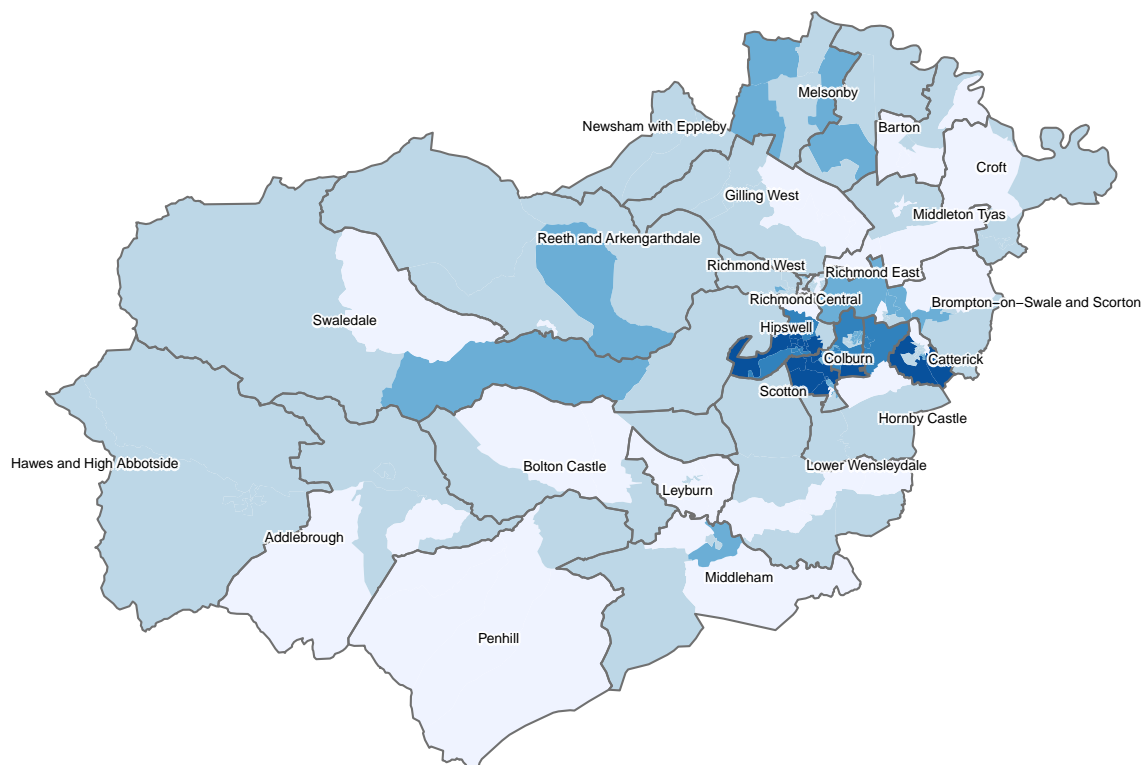 Melsonby
Newsham with Eppleby
Barton
Croft
Gilling West
Middleton Tyas
Reeth and Arkengarthdale
Richmond West
Richmond East
Richmond Central
Brompton–on–Swale and Scorton
Swaledale
Hipswell
Colburn
Catterick
Scotton
Hornby Castle
Hawes and High Abbotside
Bolton Castle
Lower Wensleydale
Leyburn
Addlebrough
Middleham
Penhill